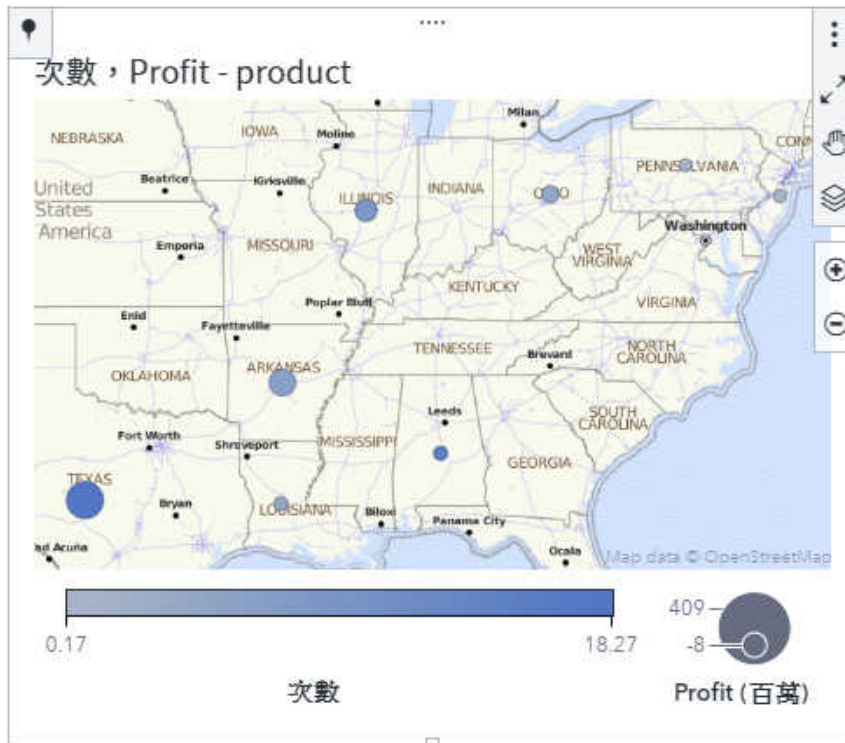 次數，Profit - product
Milan
IOWA
Moline
NEBRASKA
CONN
PENNSYLVANIA
Beatrice
Kirksville
United
States
America
ILLINOIS
INDIANA
OHIO
Washington
Emporia
MISSOURI
WEST
VIRGINIA
KENTUCKY
VIRGINIA
Poplar Bluff
Enid
Fayetteville
TENNESSEE
NORTH
CAROLINA
Brevard
ARKANSAS
OKLAHOMA
Leeds
SOUTH
CAROLINA
Fort Worth
Shreveport
MISSISSIPPI
GEORGIA
TEXAS
Bryan
LOUISIANA
Biloxi
Panama City
ad Acuña
Ocala
Map data © OpenStreetMap
409
-8
0.17
18.27
次數
Profit (百萬)